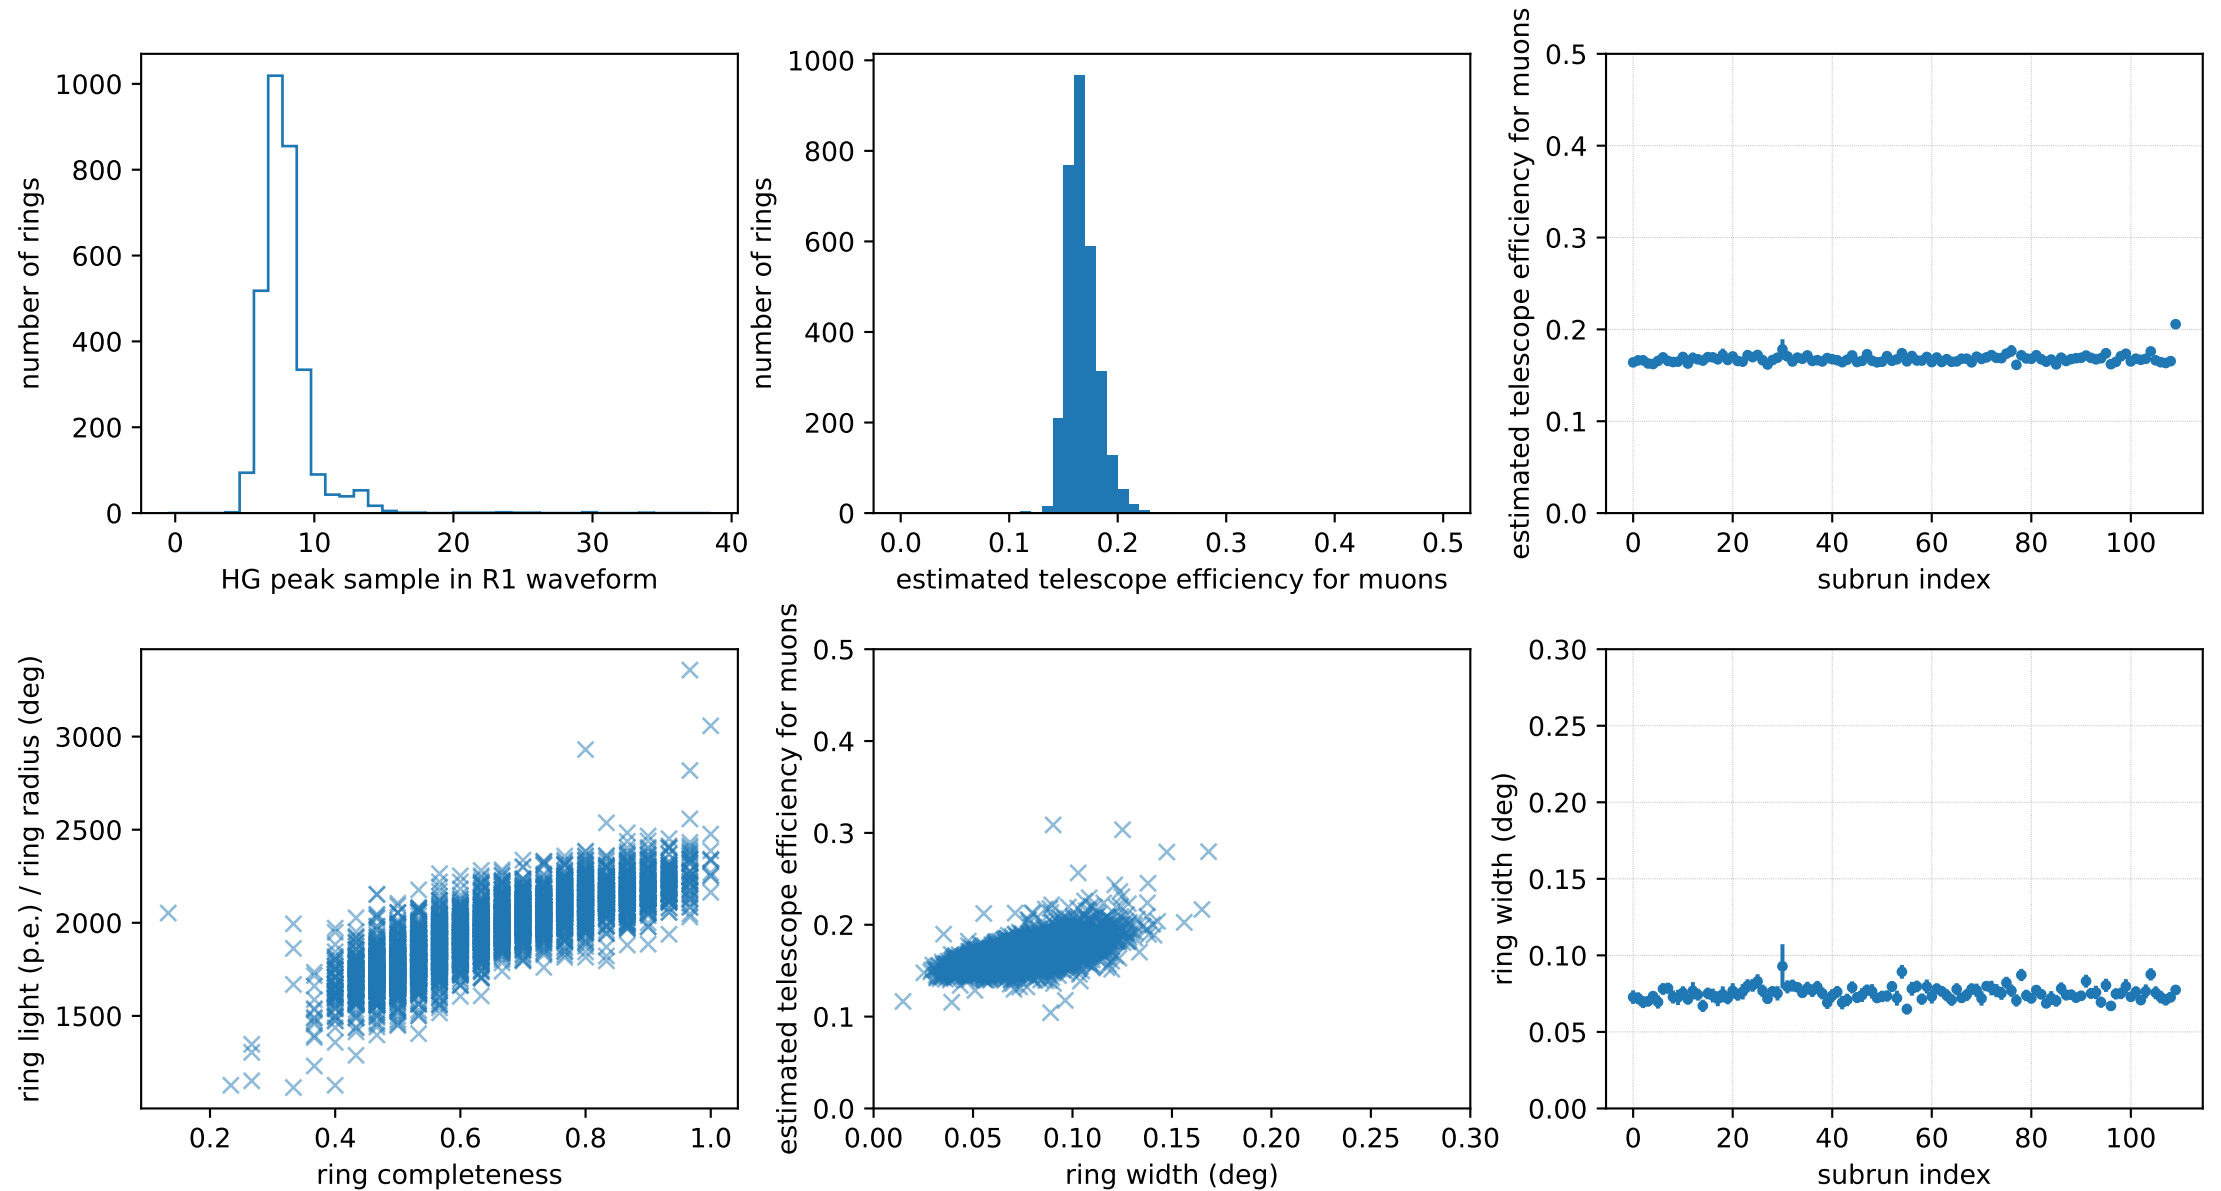 1000
800
600
400
200
0
number of rings
0 10 20 30 40
HG peak sample in R1 waveform
1000
800
600
400
200
0
number of rings
0.0 0.1 0.2 0.3 0.4 0.5
estimated telescope efficiency for muons
0.5
0.4
0.3
0.2
0.1
0.0
estimated telescope efficiency for muons
0 20 40 60 80 100
subrun index
3000
2500
2000
1500
ring light (p.e.) / ring radius (deg)
0.2 0.4 0.6 0.8 1.0
ring completeness
0.5
0.4
0.3
0.2
0.1
0.0
estimated telescope efficiency for muons
0.00 0.05 0.10 0.15 0.20 0.25 0.30
ring width (deg)
0.30
0.25
0.20
0.15
0.10
0.05
0.00
ring width (deg)
0 20 40 60 80 100
subrun index